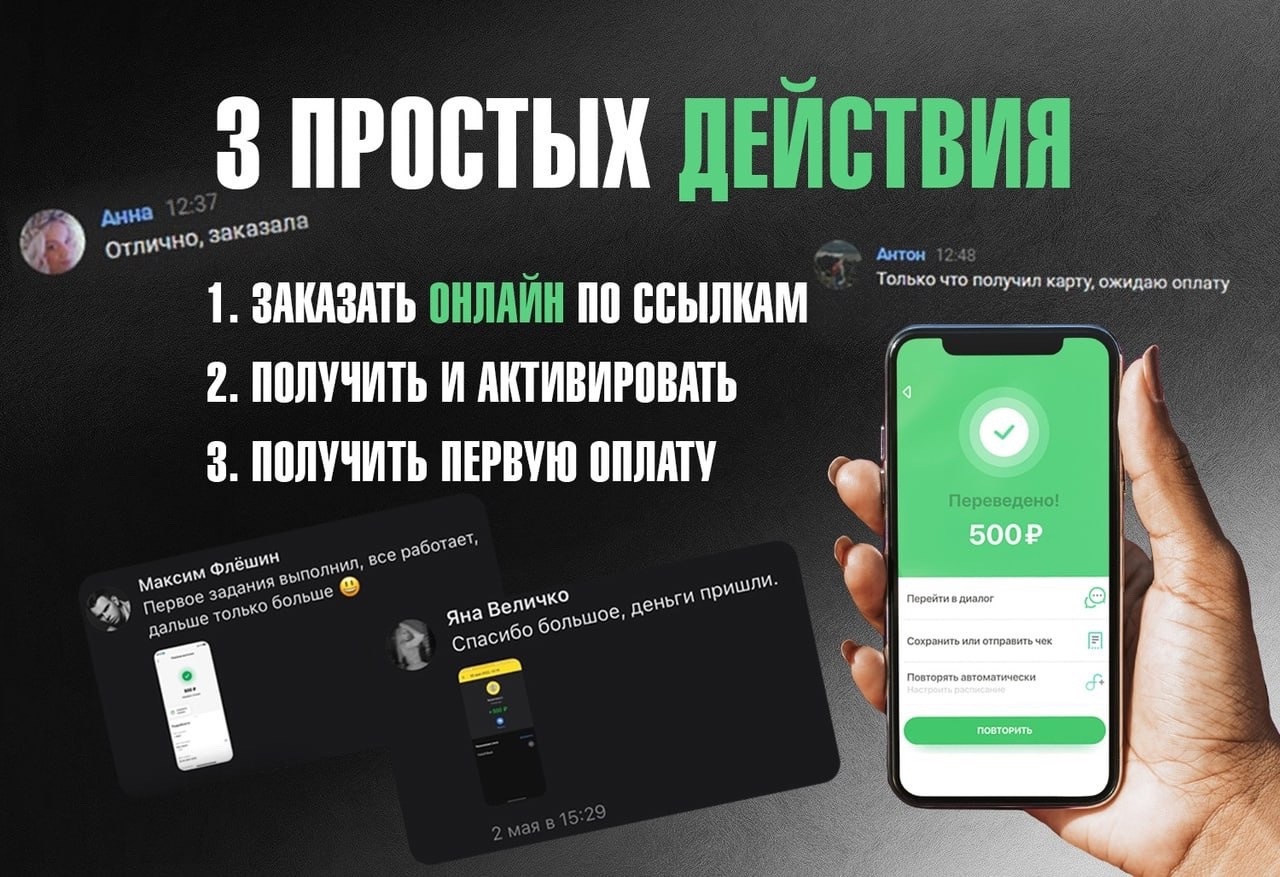 3 ПРОСТЫХ ДЕЙСТВИЯ
Анна 12:37
Отлично, заказала
Антон 12:48
Только что получил карту, ожидаю оплату
1. ЗАКАЗАТЬ ОНЛАЙН ПО ССЫЛКАМ
2. ПОЛУЧИТЬ И АКТИВИРОВАТЬ
3. ПОЛУЧИТЬ ПЕРВУЮ ОПЛАТУ
Переведено!
500 ₽
Перейти в диалог
Сохранить или отправить чек
Повторять автоматически
Настроить расписание
ПОВТОРИТЬ
Максим Флёшин
Первое задания выполнил, все работает,
дальше только больше 😃
500 ₽
Яна Величко
Спасибо большое, деньги пришли.
+500 ₽
2 мая в 15:29